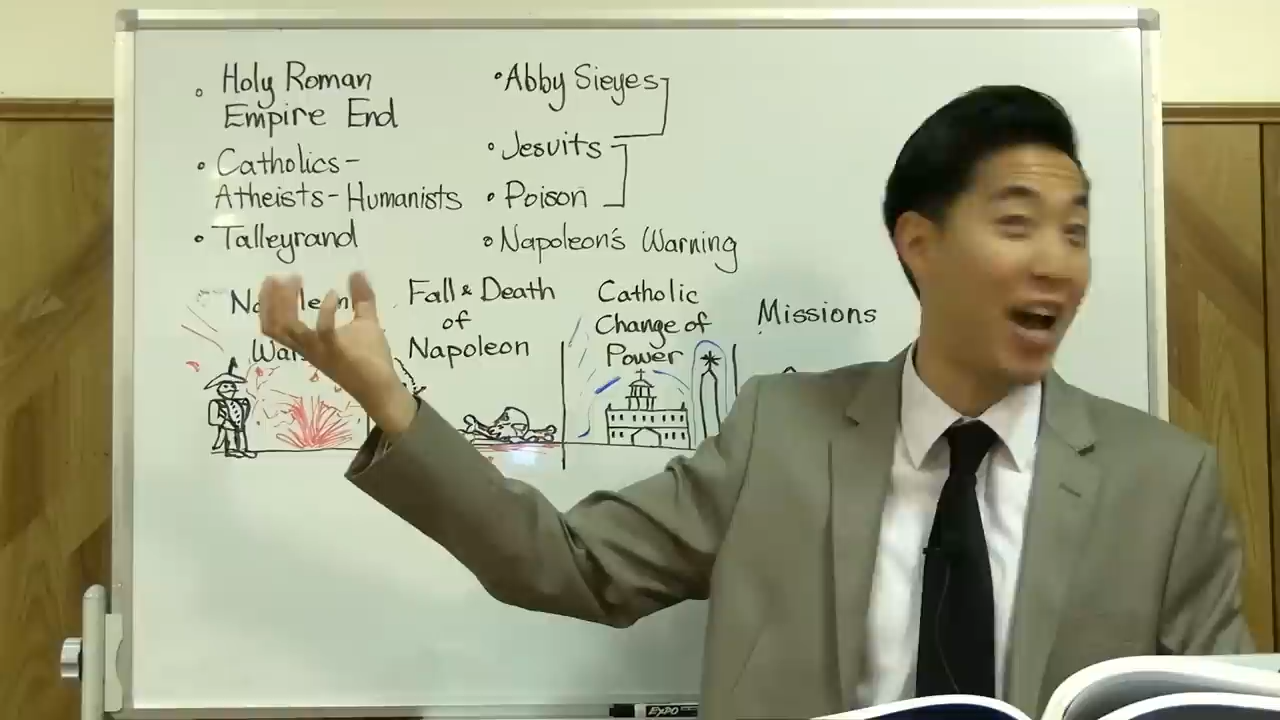 • Holy Roman
Empire End
• Catholics-
Atheists-Humanists
• Talleyrand
• Abby Sieyes
• Jesuits
• Poison
• Napoleon's Warning
Fall & Death
of
Napoleon
Catholic
Change of
Power
Missions
EXPO